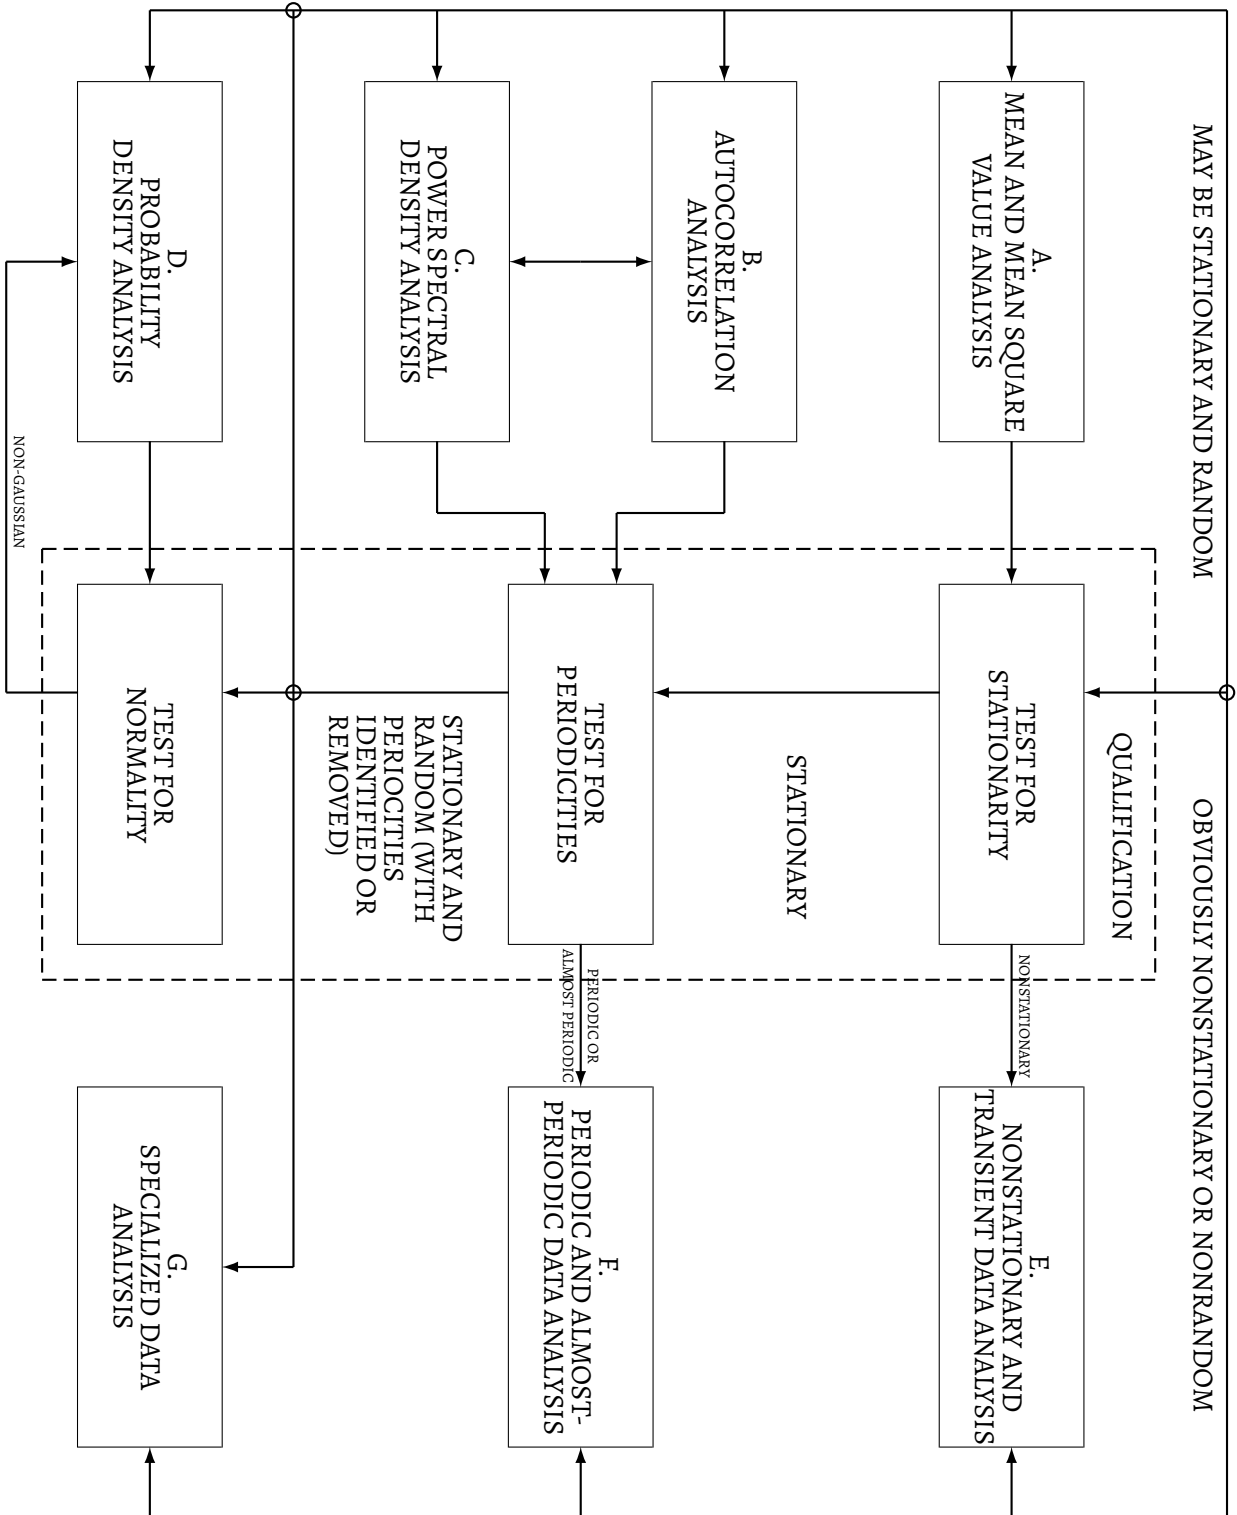 MAY BE STATIONARY AND RANDOM
OBVIOUSLY NONSTATIONARY OR NONRANDOM
QUALIFICATION
A.
MEAN AND MEAN SQUARE
VALUE ANALYSIS
TEST FOR
STATIONARITY
NONSTATIONARY
E.
NONSTATIONARY AND
TRANSIENT DATA ANALYSIS
STATIONARY
B.
AUTOCORRELATION
ANALYSIS
TEST FOR
PERIODICITIES
PERIODIC OR
ALMOST PERIODIC
F.
PERIODIC AND ALMOST-
PERIODIC DATA ANALYSIS
C.
POWER SPECTRAL
DENSITY ANALYSIS
STATIONARY AND
RANDOM (WITH
PERIOCITIES
IDENTIFIED OR
REMOVED)
D.
PROBABILITY
DENSITY ANALYSIS
TEST FOR
NORMALITY
G.
SPECIALIZED DATA
ANALYSIS
NON-GAUSSIAN